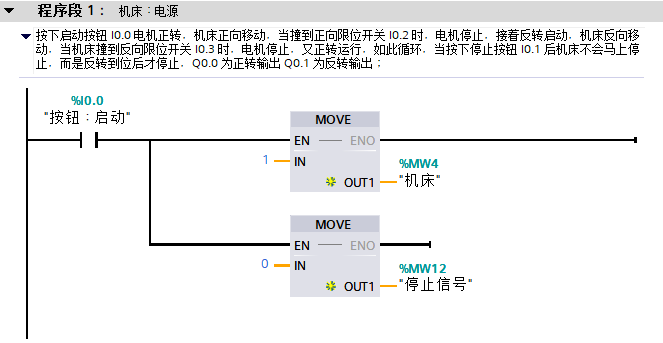 程序段 1： 机床：电源
按下启动按钮 I0.0 电机正转，机床正向移动，当撞到正向限位开关 I0.2 时，电机停止，接着反转启动，机床反向移
动，当机床撞到反向限位开关 I0.3 时，电机停止，又正转运行，如此循环，当按下停止按钮 I0.1 后机床不会马上停
止，而是反转到位后才停止，Q0.0 为正转输出 Q0.1 为反转输出；
%I0.0
"按钮：启动"
MOVE
EN ENO
1 IN
%MW4
OUT1 "机床"
MOVE
EN ENO
0 IN
%MW12
OUT1 "停止信号"